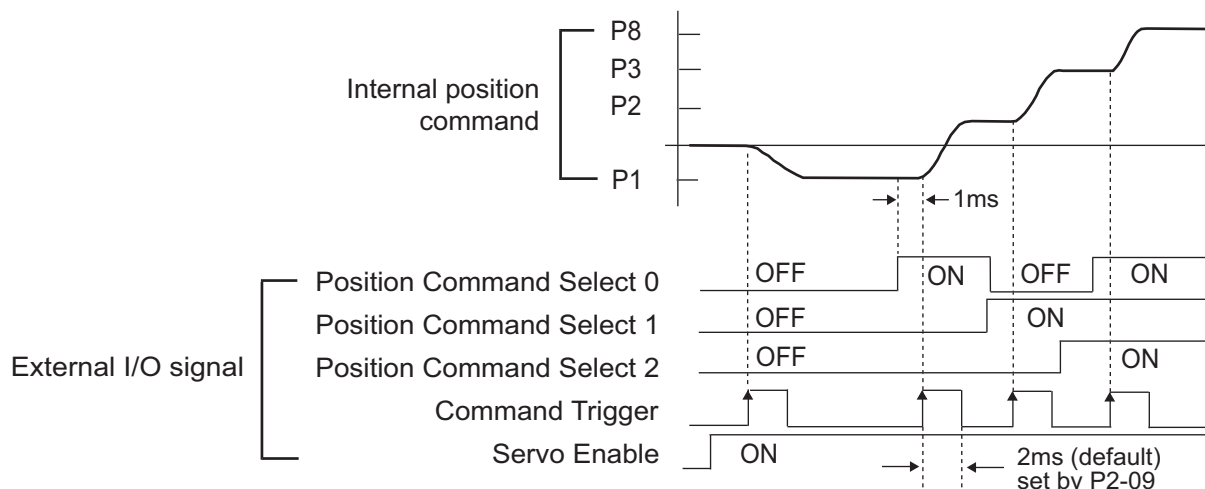 P8
P3
Internal position
command
P2
P1
1ms
Position Command Select 0
OFF
ON
OFF
ON
Position Command Select 1
OFF
ON
External I/O signal
Position Command Select 2
OFF
ON
Command Trigger
Servo Enable
ON
2ms (default)
set by P2-09